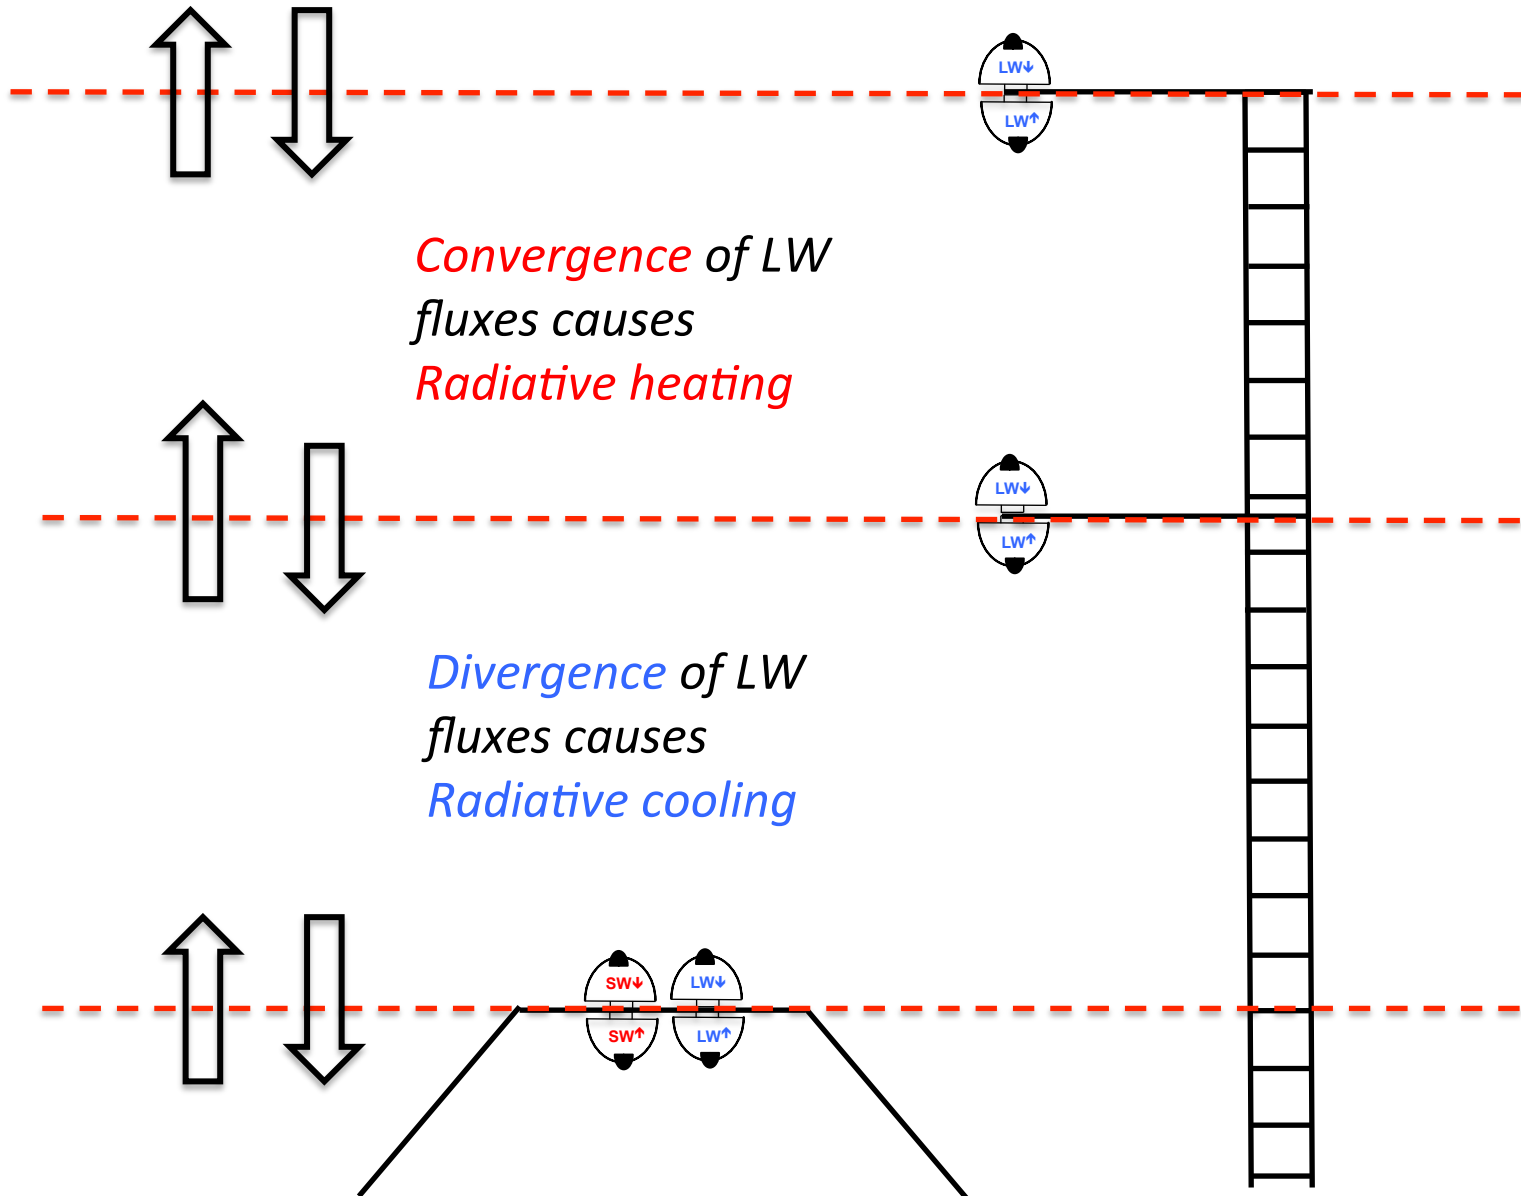 LW↓
LW↑
Convergence of LW
fluxes causes
Radiative heating
LW↓
LW↑
Divergence of LW
fluxes causes
Radiative cooling
SW↓ LW↓
SW↑ LW↑